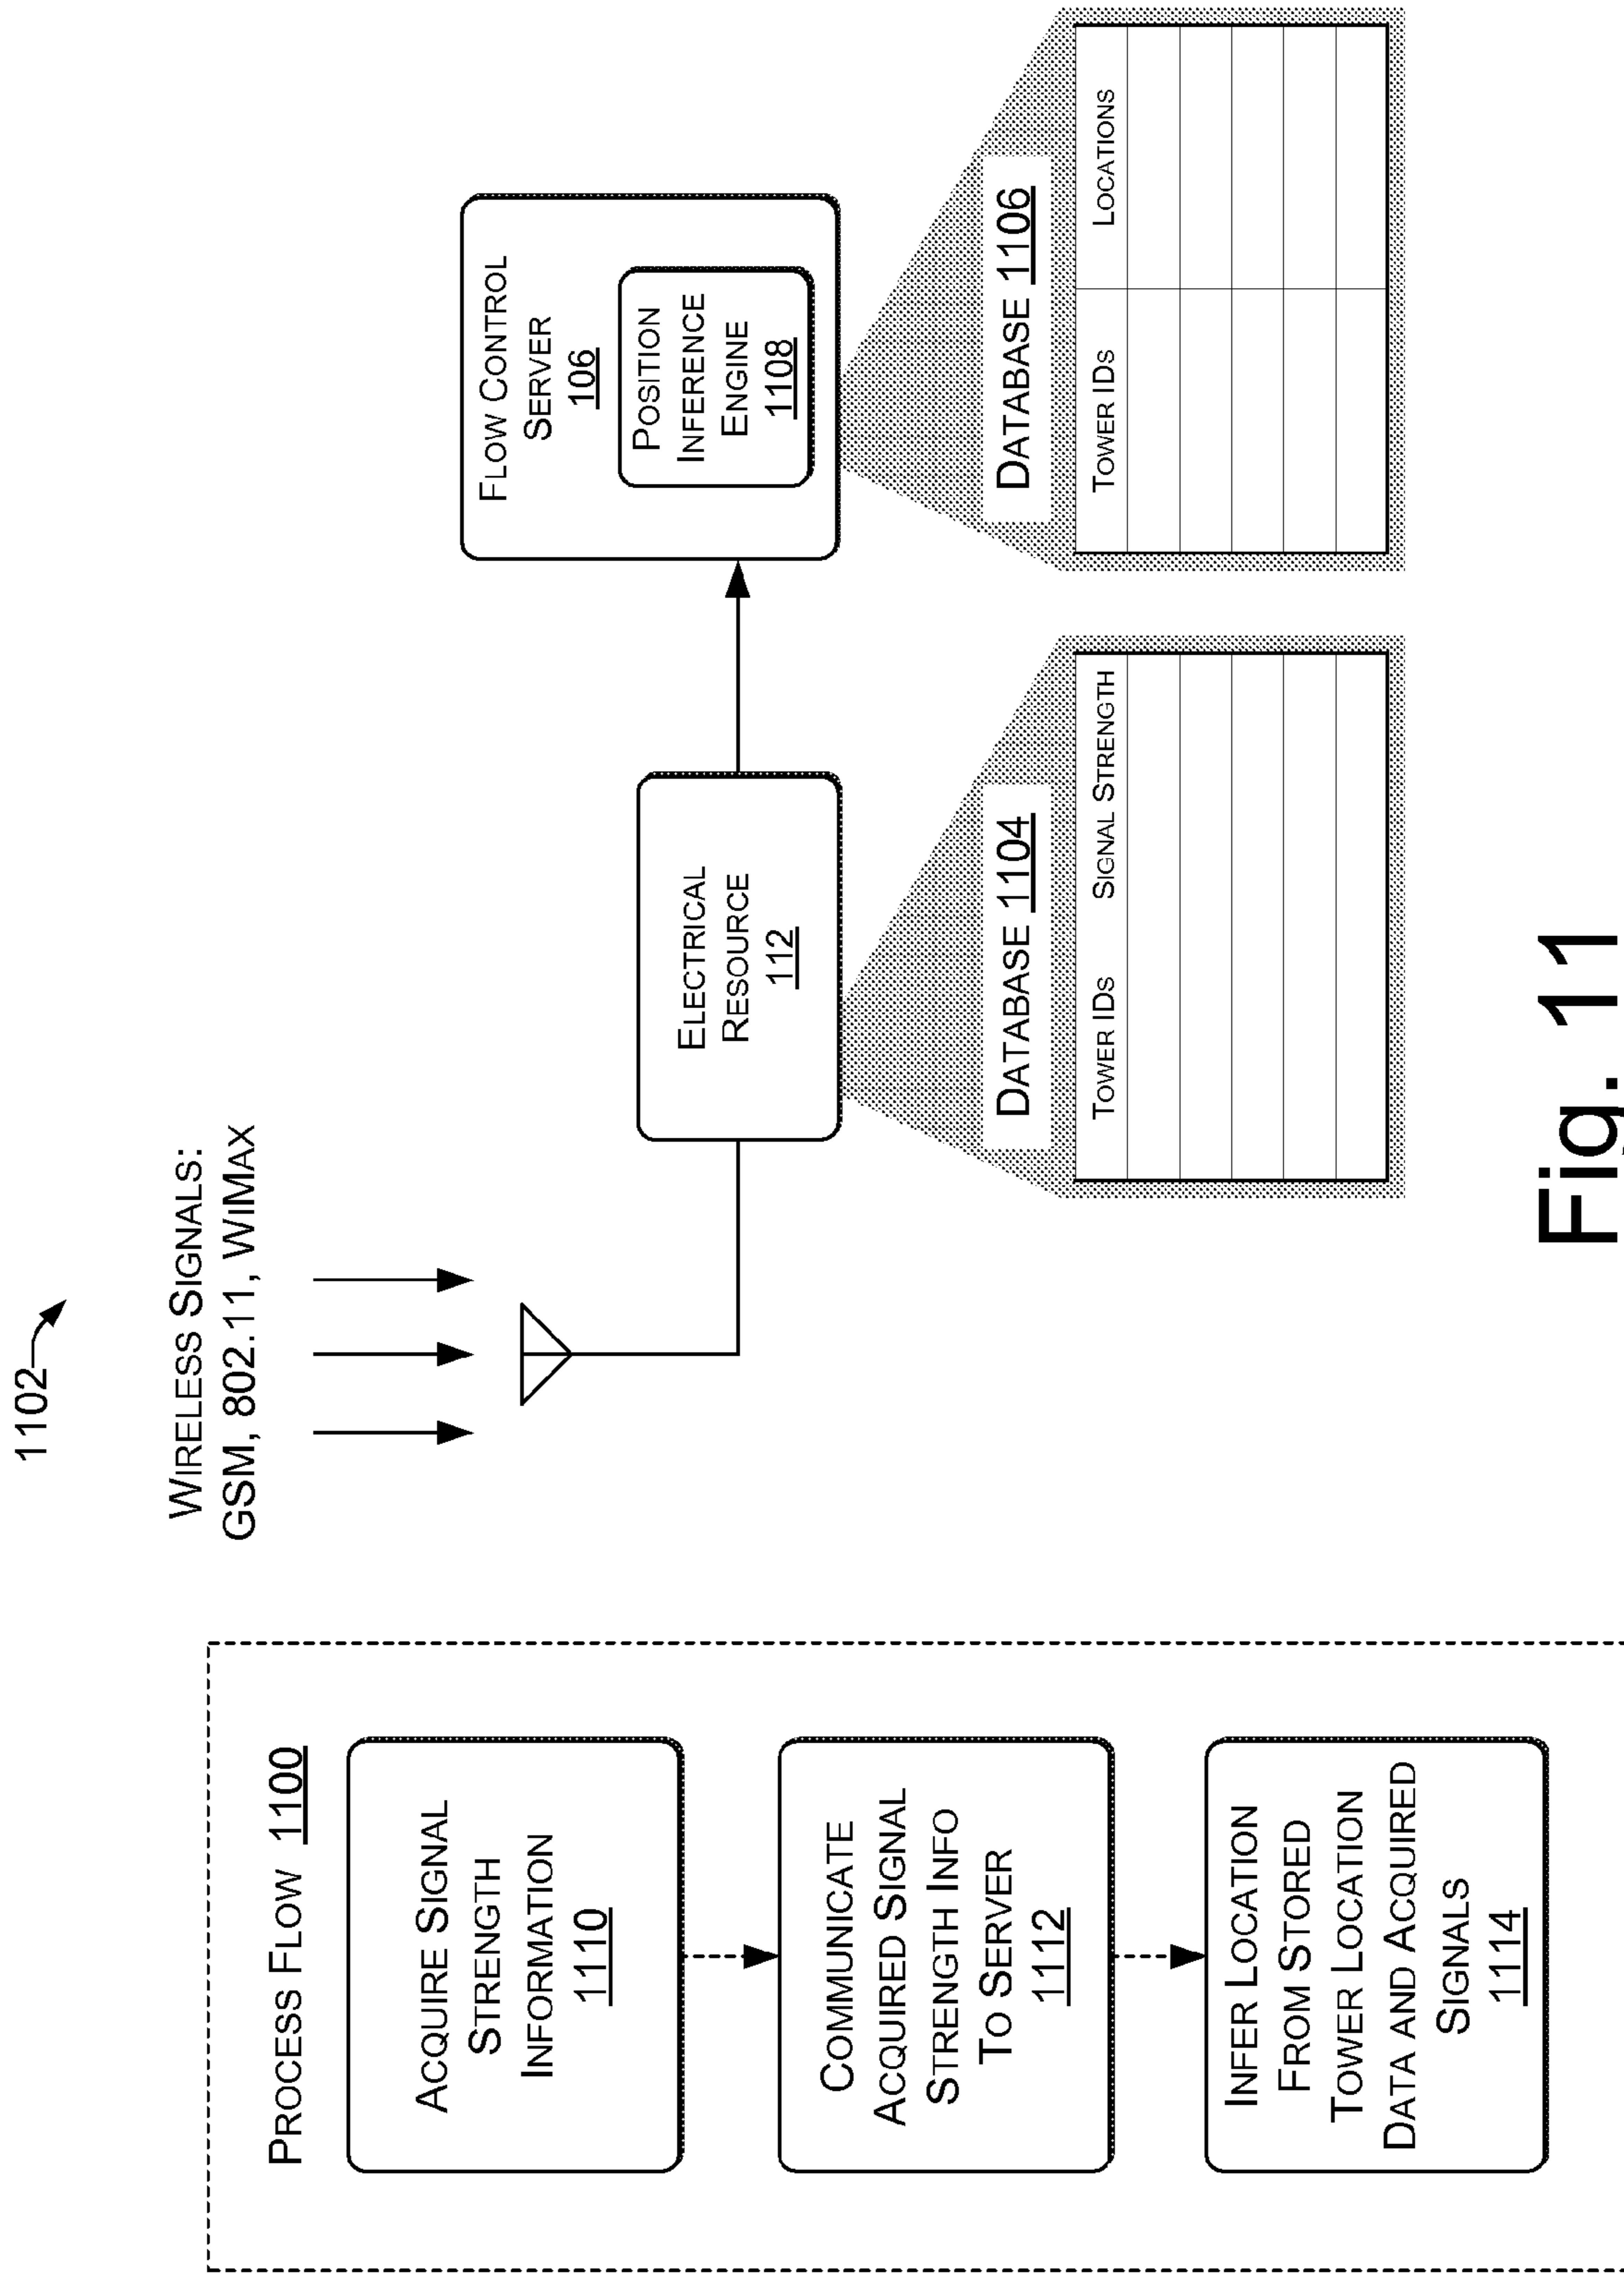 1102
PROCESS FLOW 1100
ACQUIRE SIGNAL
STRENGTH
INFORMATION
1110
COMMUNICATE
ACQUIRED SIGNAL
STRENGTH INFO
TO SERVER
1112
INFER LOCATION
FROM STORED
TOWER LOCATION
DATA AND ACQUIRED
SIGNALS
1114
WIRELESS SIGNALS:
GSM, 802.11, WIMAX
ELECTRICAL
RESOURCE
112
FLOW CONTROL
SERVER
106
POSITION
INFERENCE
ENGINE
1108
DATABASE 1104
TOWER IDS SIGNAL STRENGTH
DATABASE 1106
TOWER IDS LOCATIONS
Fig. 11